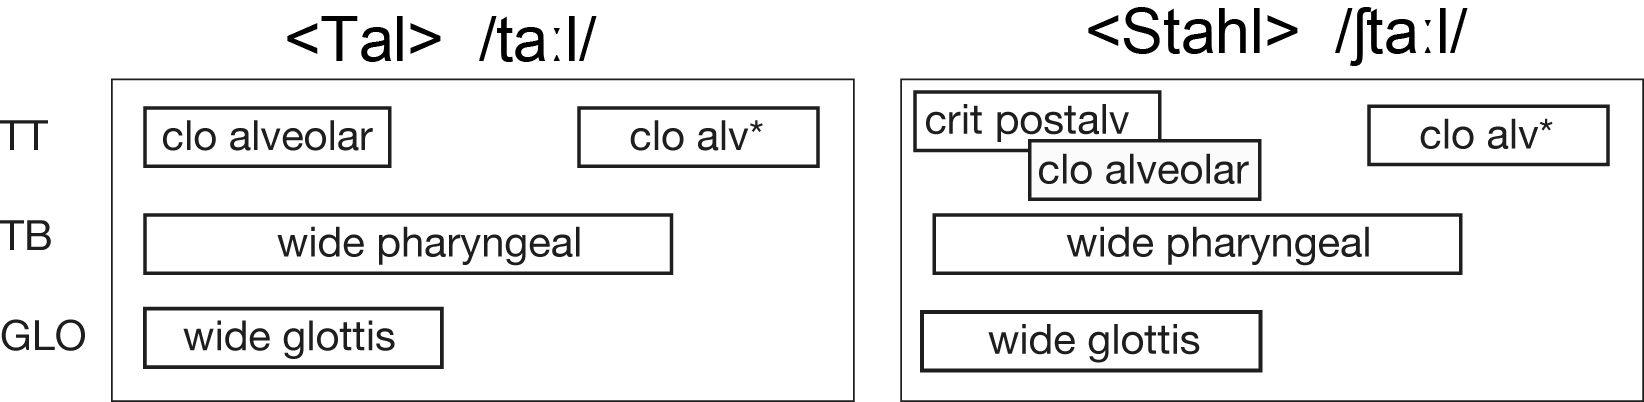 <Tal> /taːl/
<Stahl> /ʃtaːl/
TT
clo alveolar
clo alv*
crit postalv
clo alveolar
clo alv*
TB
wide pharyngeal
wide pharyngeal
GLO
wide glottis
wide glottis